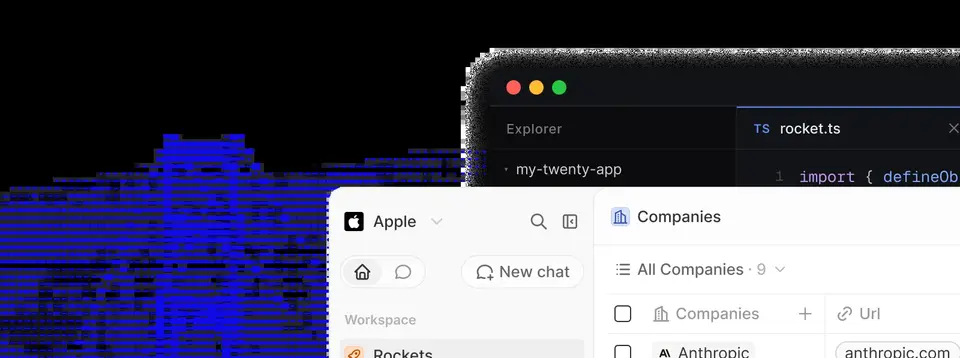 Explorer
TS rocket.ts
my-twenty-app
1 import { defineOb
Apple
Companies
New chat
All Companies · 9
Workspace
Companies
Url
Rockets
Anthropic
anthropic.com